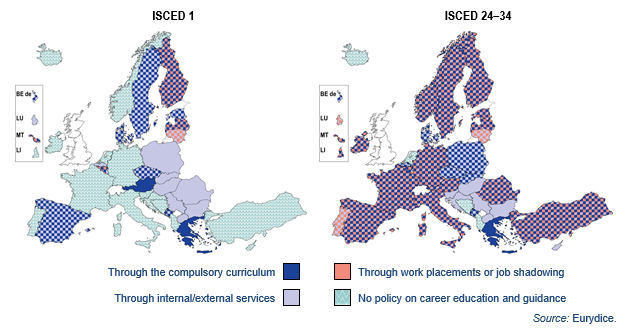 ISCED 1
ISCED 24–34
BE de
LU
MT
LI
BE de
LU
MT
LI
Through the compulsory curriculum
Through work placements or job shadowing
Through internal/external services
No policy on career education and guidance
Source: Eurydice.